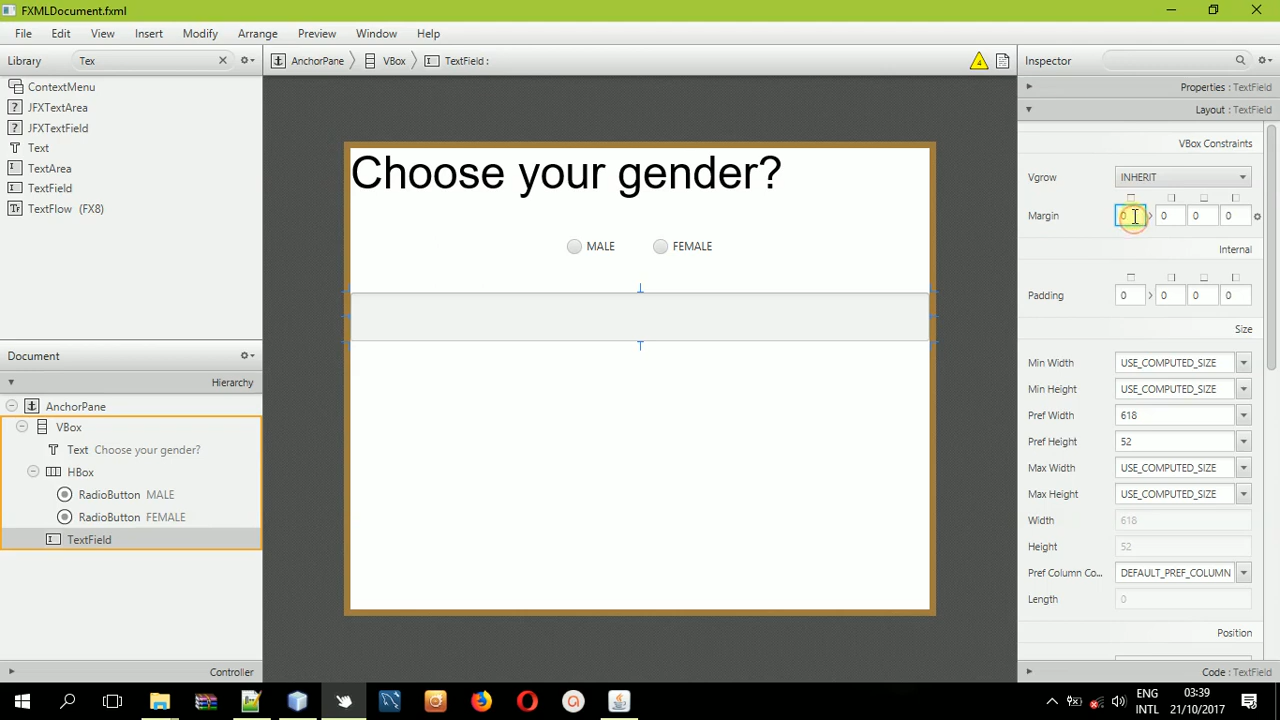 FXMLDocument.fxml
File Edit View Insert Modify Arrange Preview Window Help
Library Tex
AnchorPane VBox TextField :
4
Inspector
ContextMenu
JFXTextArea
JFXTextField
Text
TextArea
TextField
TextFlow (FX8)
Document
Hierarchy
AnchorPane
VBox
Text Choose your gender?
HBox
RadioButton MALE
RadioButton FEMALE
TextField
Controller
Choose your gender?
MALE FEMALE
Properties : TextField
Layout : TextField
VBox Constraints
Vgrow INHERIT
Margin 0 0 0 0
Internal
Padding 0 0 0 0
Size
Min Width USE_COMPUTED_SIZE
Min Height USE_COMPUTED_SIZE
Pref Width 618
Pref Height 52
Max Width USE_COMPUTED_SIZE
Max Height USE_COMPUTED_SIZE
Width 618
Height 52
Pref Column Co... DEFAULT_PREF_COLUMN
Length 0
Position
Code : TextField
ENG 03:39
INTL 21/10/2017